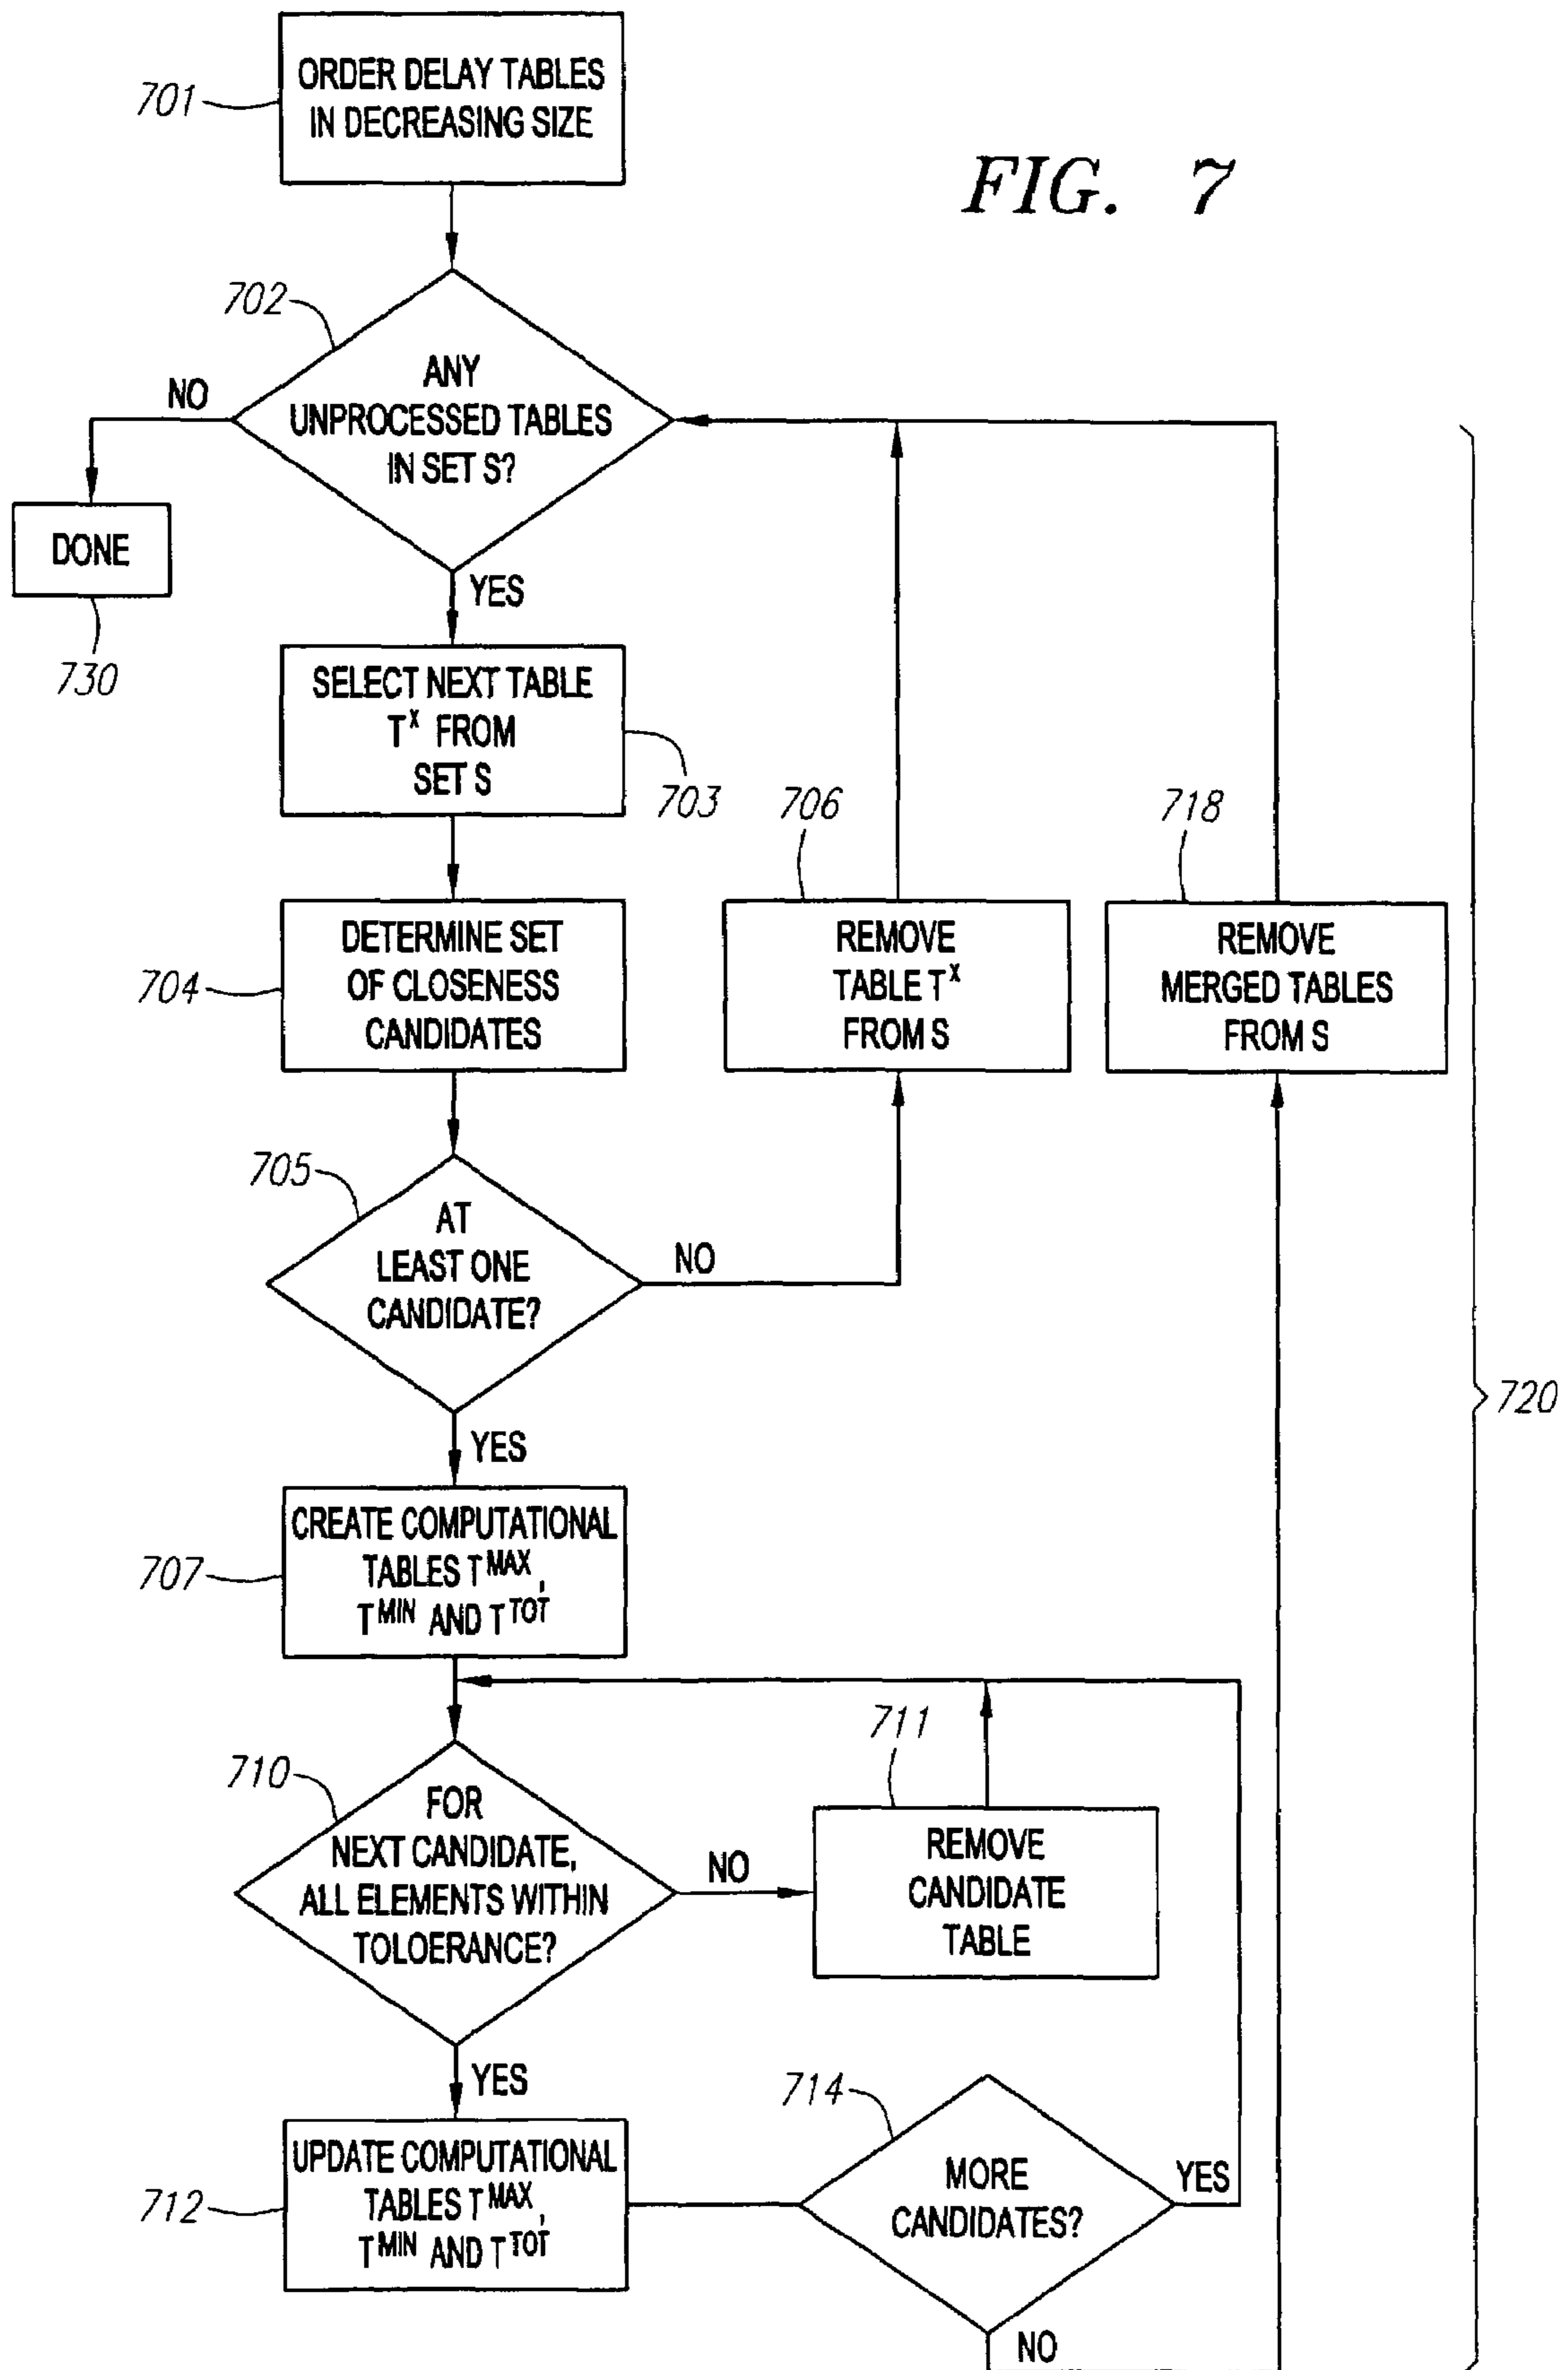 FIG. 7
701
ORDER DELAY TABLES
IN DECREASING SIZE
702
ANY
UNPROCESSED TABLES
IN SET S?
NO
DONE
730
YES
SELECT NEXT TABLE
T^X FROM
SET S
703
704
DETERMINE SET
OF CLOSENESS
CANDIDATES
706
REMOVE
TABLE T^X
FROM S
718
REMOVE
MERGED TABLES
FROM S
705
AT
LEAST ONE
CANDIDATE?
NO
YES
720
707
CREATE COMPUTATIONAL
TABLES T^MAX,
T^MIN AND T^TOT
710
FOR
NEXT CANDIDATE,
ALL ELEMENTS WITHIN
TOLOERANCE?
NO
711
REMOVE
CANDIDATE
TABLE
YES
712
UPDATE COMPUTATIONAL
TABLES T^MAX,
T^MIN AND T^TOT
714
MORE
CANDIDATES?
YES
NO